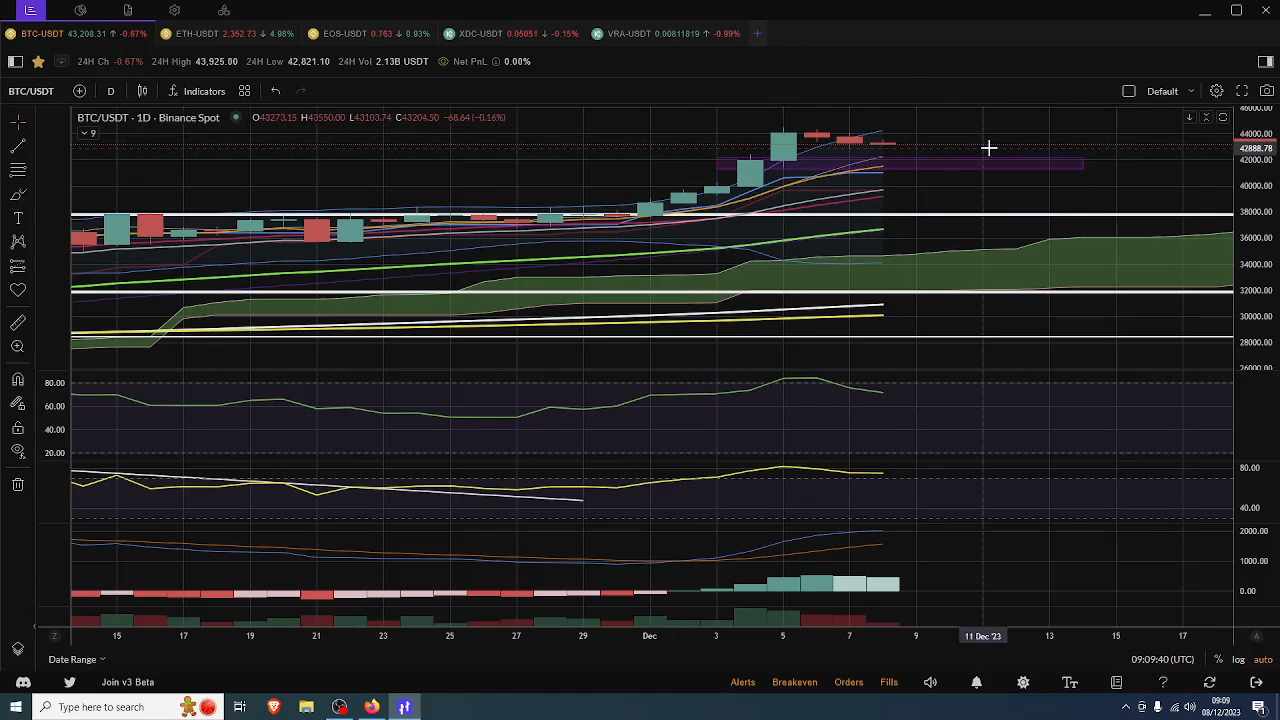 BTC-USDT 43,208.31 ↑ -0.67% ETH-USDT 2,352.73 ↓ 4.98% EOS-USDT 0.763 ↓ 0.93% XDC-USDT 0.05051 ↓ -0.15% VRA-USDT 0.00811819 ↑ -0.99% +
24H Ch -0.67% 24H High 43,925.00 24H Low 42,821.10 24H Vol 2.13B USDT Net PnL 0.00%
BTC/USDT D Indicators Default
BTC/USDT · 1D · Binance Spot O43273.15 H43550.00 L43103.74 C43204.50 -68.64 (-0.16%)
9
46000.00
44000.00
42888.78
42000.00
40000.00
38000.00
36000.00
34000.00
32000.00
30000.00
28000.00
26000.00
80.00
60.00
40.00
20.00
80.00
40.00
2000.00
1000.00
0.00
Z 15 17 19 21 23 25 27 29 Dec 3 5 7 9 11 Dec '23 13 15 17 A
Date Range 09:09:40 (UTC) % log auto
Join v3 Beta Alerts Breakeven Orders Fills
Type here to search 09:09
08/12/2023